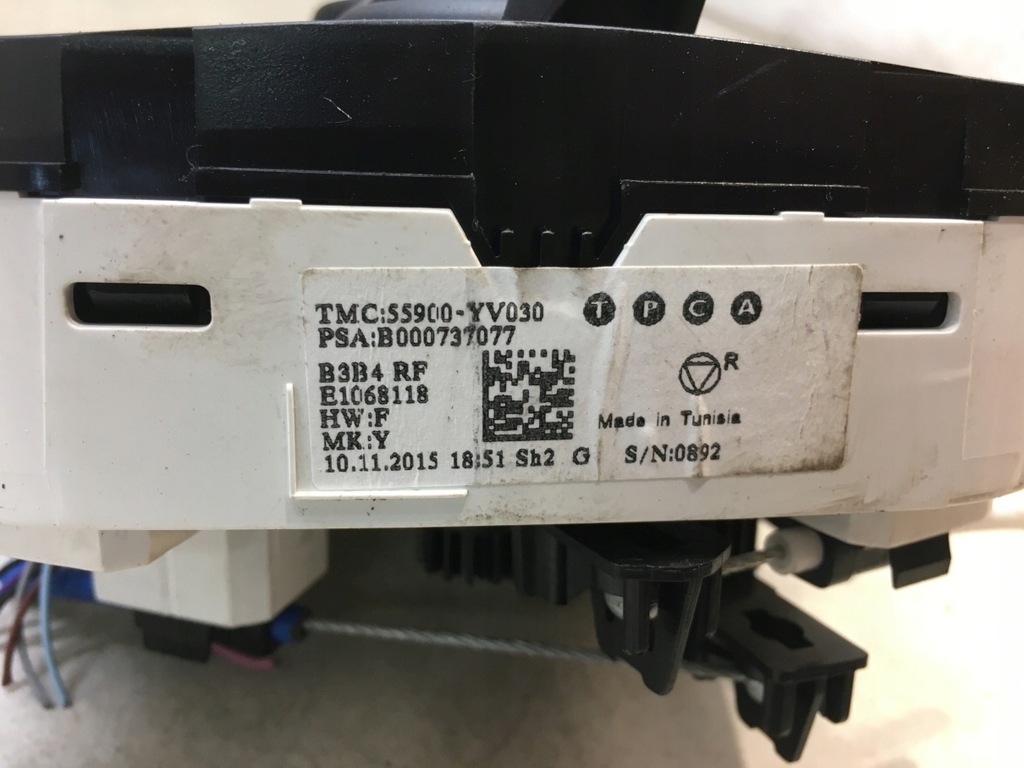 TMC:55900-YV030 T P C A
PSA:B000737077
B3B4 RF
R
E1068118
HW:F
Made in Tunisia
MK:Y
10.11.2015 18:51 Sh2 G S/N:0892